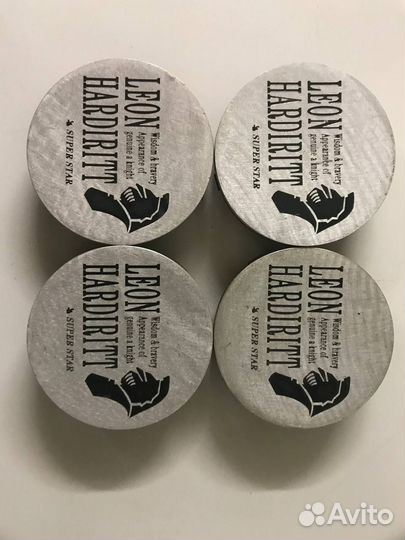 LEON
Wisdom & bravery
Appearance of
genuine a knight
HARDIRITT
SUPER STAR
LEON
Wisdom & bravery
Appearance of
genuine a knight
HARDIRITT
SUPER STAR
LEON
Wisdom & bravery
Appearance of
genuine a knight
HARDIRITT
SUPER STAR
LEON
Wisdom & bravery
Appearance of
genuine a knight
HARDIRITT
SUPER STAR
Avito